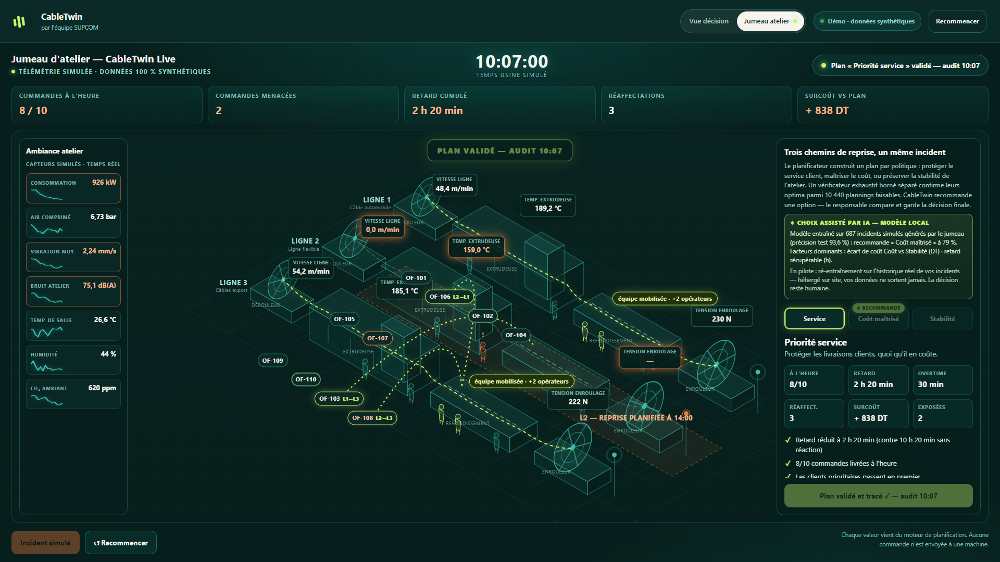 CableTwin
par l'équipe SUPCOM
Vue décision
Jumeau atelier
Démo · données synthétiques
Recommencer
Jumeau d'atelier — CableTwin Live
TÉLÉMÉTRIE SIMULÉE · DONNÉES 100 % SYNTHÉTIQUES
10:07:00
TEMPS USINE SIMULÉ
Plan « Priorité service » validé — audit 10:07
COMMANDES À L'HEURE
8 / 10
COMMANDES MENACÉES
2
RETARD CUMULÉ
2 h 20 min
RÉAFFECTATIONS
3
SURCOÛT VS PLAN
+ 838 DT
Ambiance atelier
CAPTEURS SIMULÉS · TEMPS RÉEL
CONSOMMATION
926 kW
AIR COMPRIMÉ
6,73 bar
VIBRATION MOY.
2,24 mm/s
BRUIT ATELIER
75,1 dB(A)
TEMP. DE SALLE
26,6 °C
HUMIDITÉ
44 %
CO₂ AMBIANT
620 ppm
PLAN VALIDÉ — AUDIT 10:07
VITESSE LIGNE
48,4 m/min
LIGNE 1
Câble automobile
TEMP. EXTRUDEUSE
189,2 °C
VITESSE LIGNE
0,0 m/min
LIGNE 2
Ligne flexible
TEMP. EXTRUDEUSE
159,0 °C
VITESSE LIGNE
54,2 m/min
LIGNE 3
Câbles export
EXTRUDEUSE
OF-101
185,1 °C
OF-106 L2→L1
DÉROULEUR
EXTRUDEUSE
équipe mobilisée · +2 opérateurs
TENSION ENROULAGE
230 N
OF-105
OF-102
OF-107
OF-104
!
REFROIDISSEMENT
EXTRUDEUSE
TENSION ENROULAGE
—
OF-109
OF-110
équipe mobilisée · +2 opérateurs
ENROULEUR
TENSION ENROULAGE
222 N
OF-103 L1→L3
OF-108 L2→L3
L2 — REPRISE PLANIFIÉE À 14:00
REFROIDISSEMENT
ENROULEUR
ENROULEUR
Trois chemins de reprise, un même incident
Le planificateur construit un plan par politique : protéger le
service client, maîtriser le coût, ou préserver la stabilité de
l'atelier. Un vérificateur exhaustif borné séparé confirme leurs
optima parmi 10 440 plannings faisables. CableTwin recommande
une option — le responsable compare et garde la décision finale.
✦ CHOIX ASSISTÉ PAR IA — MODÈLE LOCAL
Modèle entraîné sur 687 incidents simulés générés par le jumeau
(précision test 93,6 %) : recommande « Coût maîtrisé » à 79 %.
Facteurs dominants : écart de coût Coût vs Stabilité (DT) · retard
récupérable (h).
En pilote : ré-entraînement sur l'historique réel de vos incidents
— hébergé sur site, vos données ne sortent jamais. La décision
reste humaine.
★ RECOMMANDÉ
Service
Coût maîtrisé
Stabilité
Priorité service
Protéger les livraisons clients, quoi qu'il en coûte.
À L'HEURE
8/10
RETARD
2 h 20 min
OVERTIME
30 min
RÉAFFECT.
3
SURCOÛT
+ 838 DT
EXPOSÉES
2
✓ Retard réduit à 2 h 20 min (contre 10 h 20 min sans
réaction)
✓ 8/10 commandes livrées à l'heure
✓ Les clients prioritaires passent en premier
Plan validé et tracé ✓ — audit 10:07
Incident simulé
↺ Recommencer
Chaque valeur vient du moteur de planification. Aucune
commande n'est envoyée à une machine.